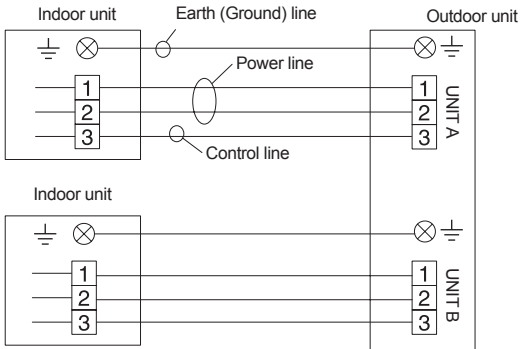 Indoor unit
Earth (Ground) line
Outdoor unit
Power line
1
2
3
1
2
3
UNIT A
Control line
Indoor unit
1
2
3
1
2
3
UNIT B